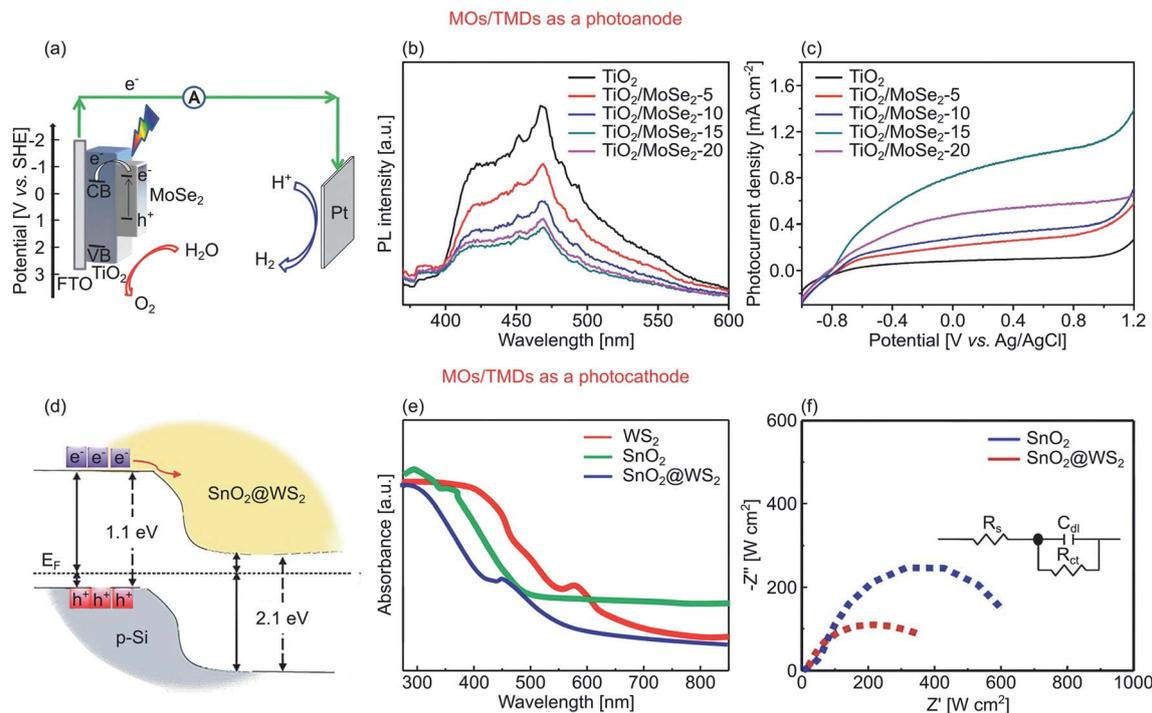 MOs/TMDs as a photoanode
(a)
e-
A
Potential [V vs. SHE]
-2
-1
0
1
2
3
e-
CB
VB
FTO
TiO2
e-
h+
MoSe2
H2O
O2
H+
H2
Pt
(b)
PL intensity [a.u.]
TiO2
TiO2/MoSe2-5
TiO2/MoSe2-10
TiO2/MoSe2-15
TiO2/MoSe2-20
400 450 500 550 600
Wavelength [nm]
(c)
Photocurrent density [mA cm-2]
1.6
1.2
0.8
0.4
0.0
TiO2
TiO2/MoSe2-5
TiO2/MoSe2-10
TiO2/MoSe2-15
TiO2/MoSe2-20
-0.8 -0.4 0.0 0.4 0.8 1.2
Potential [V vs. Ag/AgCl]
MOs/TMDs as a photocathode
(d)
e- e- e-
SnO2@WS2
1.1 eV
EF
h+ h+ h+
p-Si
2.1 eV
(e)
Absorbance [a.u.]
WS2
SnO2
SnO2@WS2
300 400 500 600 700 800
Wavelength [nm]
(f)
-Z'' [W cm2]
600
400
200
0
SnO2
SnO2@WS2
Rs
Cdl
Rct
0 200 400 600 800 1000
Z' [W cm2]